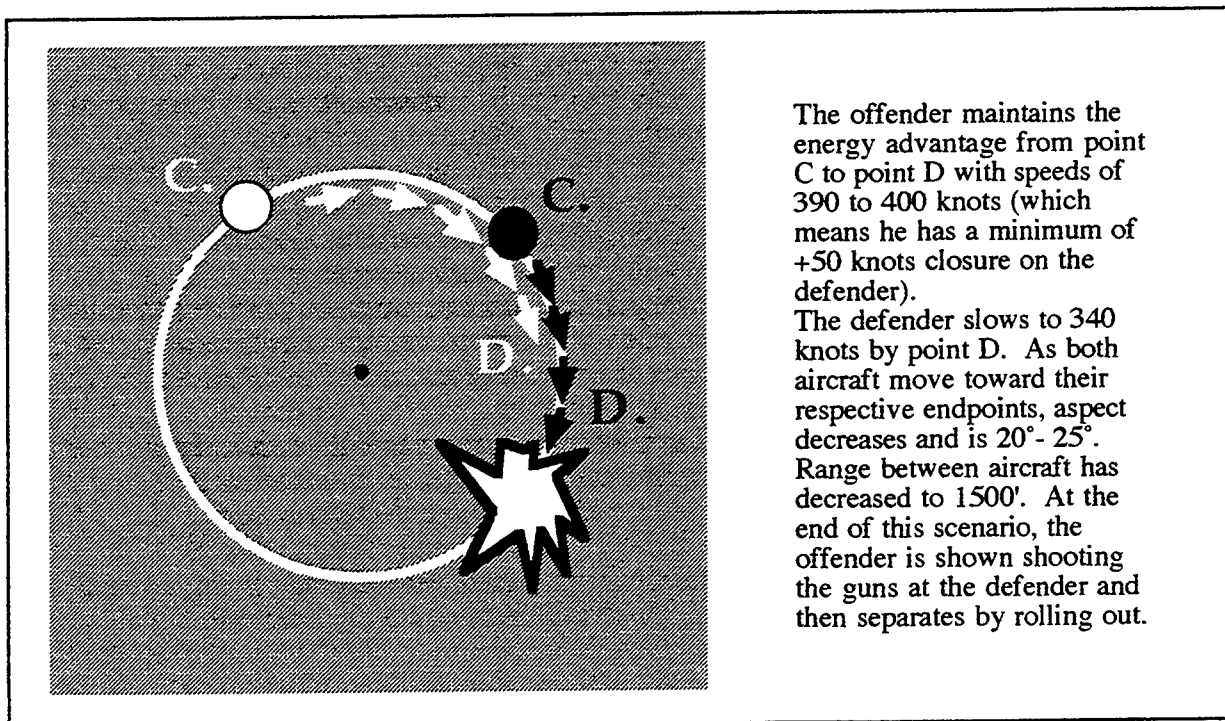 C.
C.
D.
D.
The offender maintains the
energy advantage from point
C to point D with speeds of
390 to 400 knots (which
means he has a minimum of
+50 knots closure on the
defender).
The defender slows to 340
knots by point D. As both
aircraft move toward their
respective endpoints, aspect
decreases and is 20°- 25°.
Range between aircraft has
decreased to 1500'. At the
end of this scenario, the
offender is shown shooting
the guns at the defender and
then separates by rolling out.